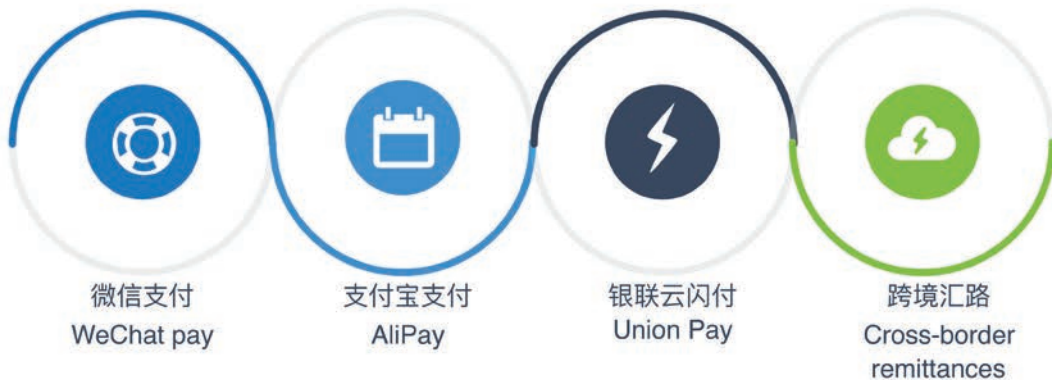 微信支付
WeChat pay
支付宝支付
AliPay
银联云闪付
Union Pay
跨境汇路
Cross-border
remittances